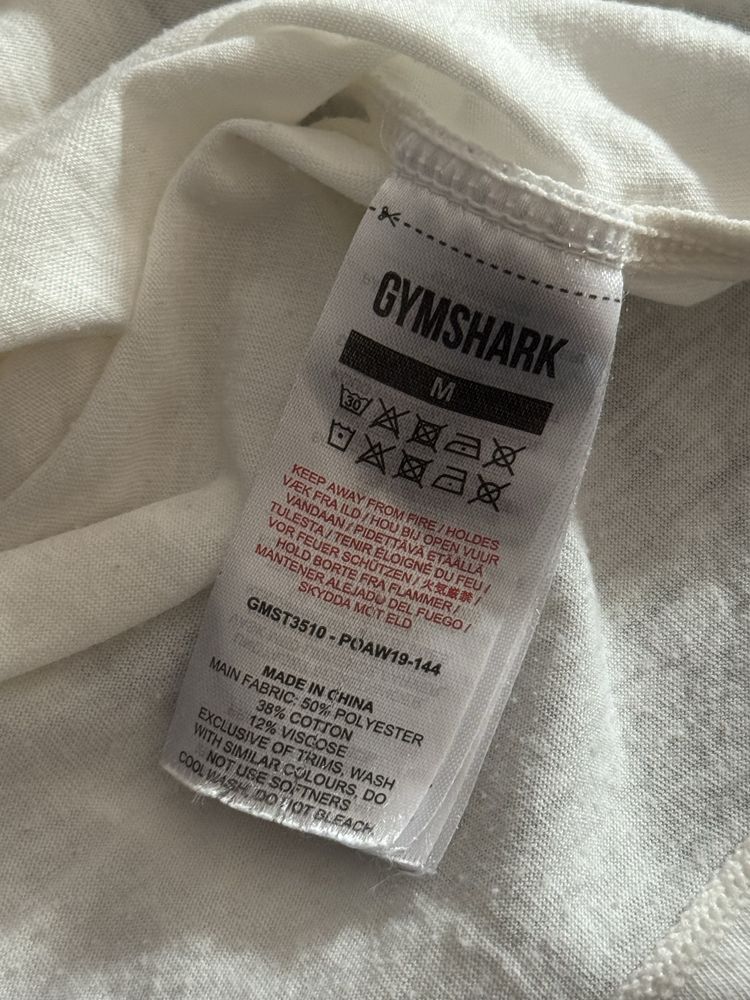 GYMSHARK
M
30
KEEP AWAY FROM FIRE / HOLDES
VÆK FRA ILD / HOU BIJ OPEN VUUR
VANDAAN / PIDETTÄVÄ ETÄÄLLÄ
TULESTA / TENIR ÉLOIGNÉ DU FEU /
VOR FEUER SCHÜTZEN / 火気厳禁 /
HOLD BORTE FRA FLAMMER /
MANTENER ALEJADO DEL FUEGO /
SKYDDA MOT ELD
GMST3510 - POAW19-144
MADE IN CHINA
MAIN FABRIC: 50% POLYESTER
38% COTTON
12% VISCOSE
EXCLUSIVE OF TRIMS, WASH
WITH SIMILAR COLOURS, DO
NOT USE SOFTNERS
COOL WASH. DO NOT BLEACH